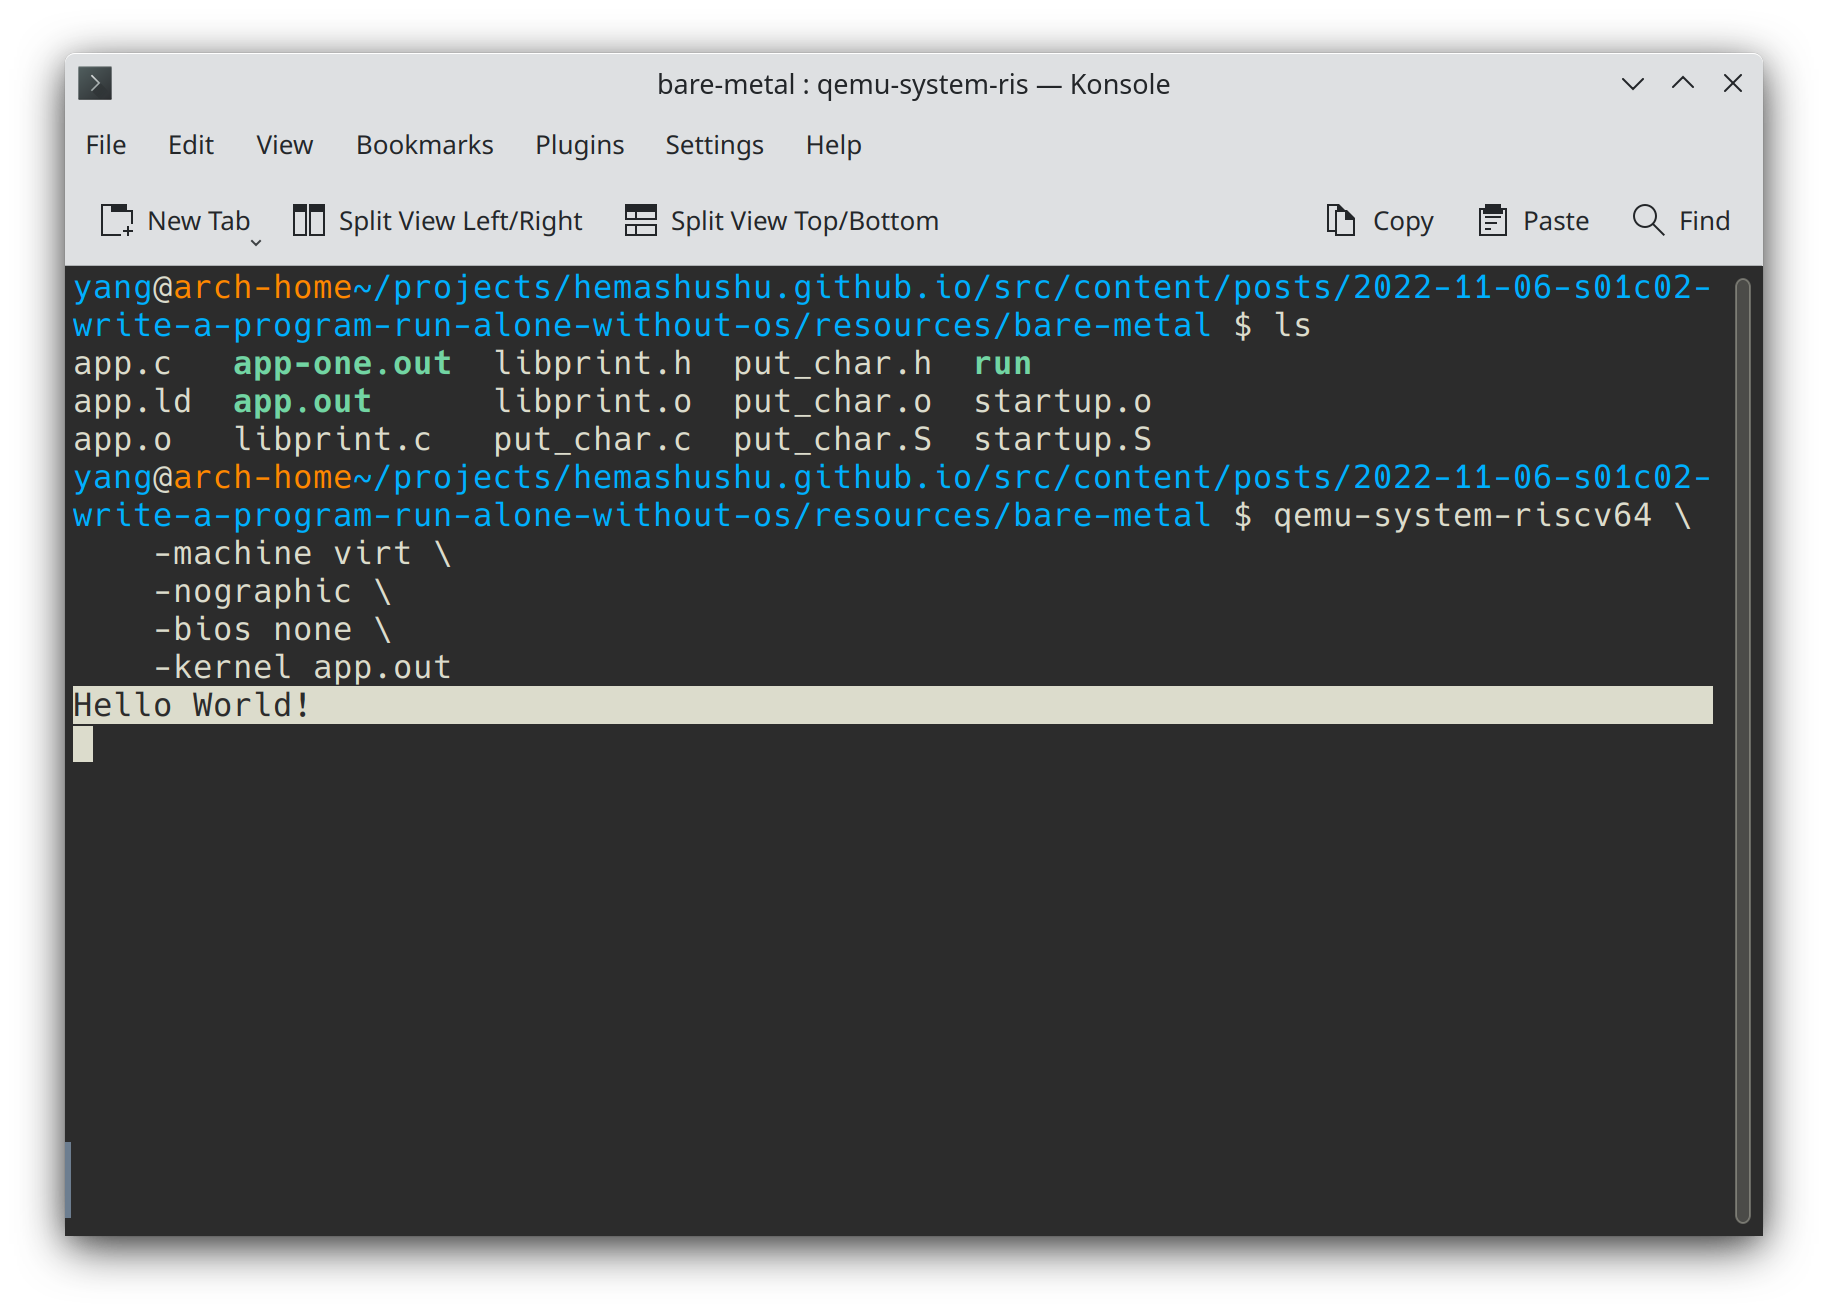 bare-metal : qemu-system-ris — Konsole
File Edit View Bookmarks Plugins Settings Help
New Tab Split View Left/Right Split View Top/Bottom Copy Paste Find
yang@arch-home~/projects/hemashushu.github.io/src/content/posts/2022-11-06-s01c02-
write-a-program-run-alone-without-os/resources/bare-metal $ ls
app.c   app-one.out  libprint.h  put_char.h  run
app.ld  app.out      libprint.o  put_char.o  startup.o
app.o   libprint.c   put_char.c  put_char.S  startup.S
yang@arch-home~/projects/hemashushu.github.io/src/content/posts/2022-11-06-s01c02-
write-a-program-run-alone-without-os/resources/bare-metal $ qemu-system-riscv64 \
    -machine virt \
    -nographic \
    -bios none \
    -kernel app.out
Hello World!